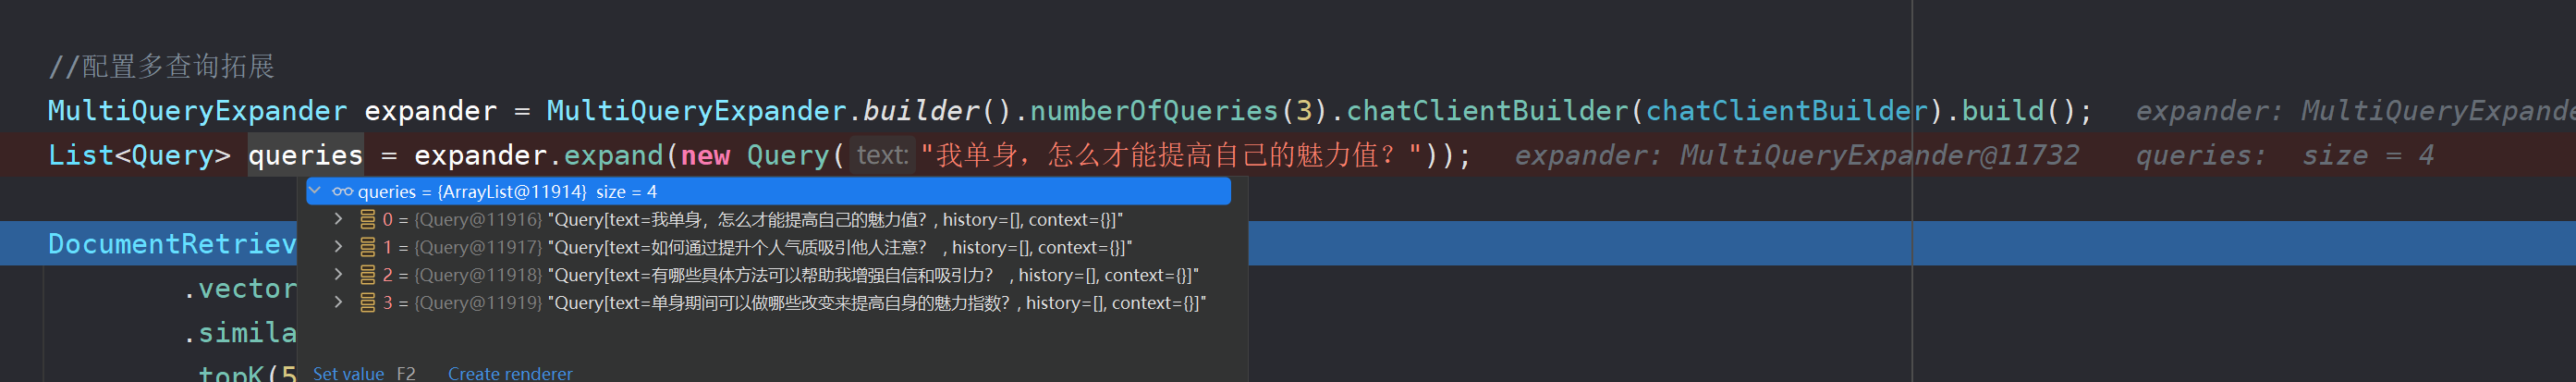 //配置多查询拓展
MultiQueryExpander expander = MultiQueryExpander.builder().numberOfQueries(3).chatClientBuilder(chatClientBuilder).build(); expander: MultiQueryExpande
List<Query> queries = expander.expand(new Query( text: "我单身，怎么才能提高自己的魅力值？")); expander: MultiQueryExpander@11732 queries: size = 4
queries = {ArrayList@11914} size = 4
0 = {Query@11916} "Query[text=我单身，怎么才能提高自己的魅力值？, history=[], context={}]"
DocumentRetriev
1 = {Query@11917} "Query[text=如何通过提升个人气质吸引他人注意？ , history=[], context={}]"
2 = {Query@11918} "Query[text=有哪些具体方法可以帮助我增强自信和吸引力？ , history=[], context={}]"
.vector
3 = {Query@11919} "Query[text=单身期间可以做哪些改变来提高自身的魅力指数？, history=[], context={}]"
.simila
topK(5
Set value F2 Create renderer